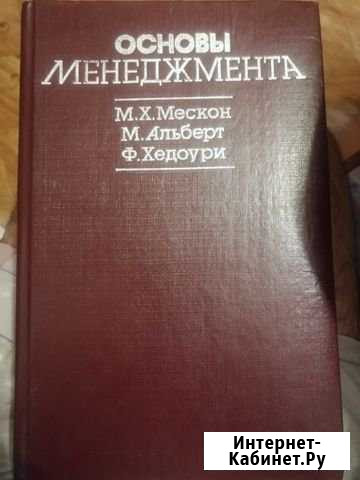 ОСНОВЫ
МЕНЕДЖМЕНТА
М.Х.Мескон
М.Альберт
Ф.Хедоури
Интернет-
Кабинет.Ру